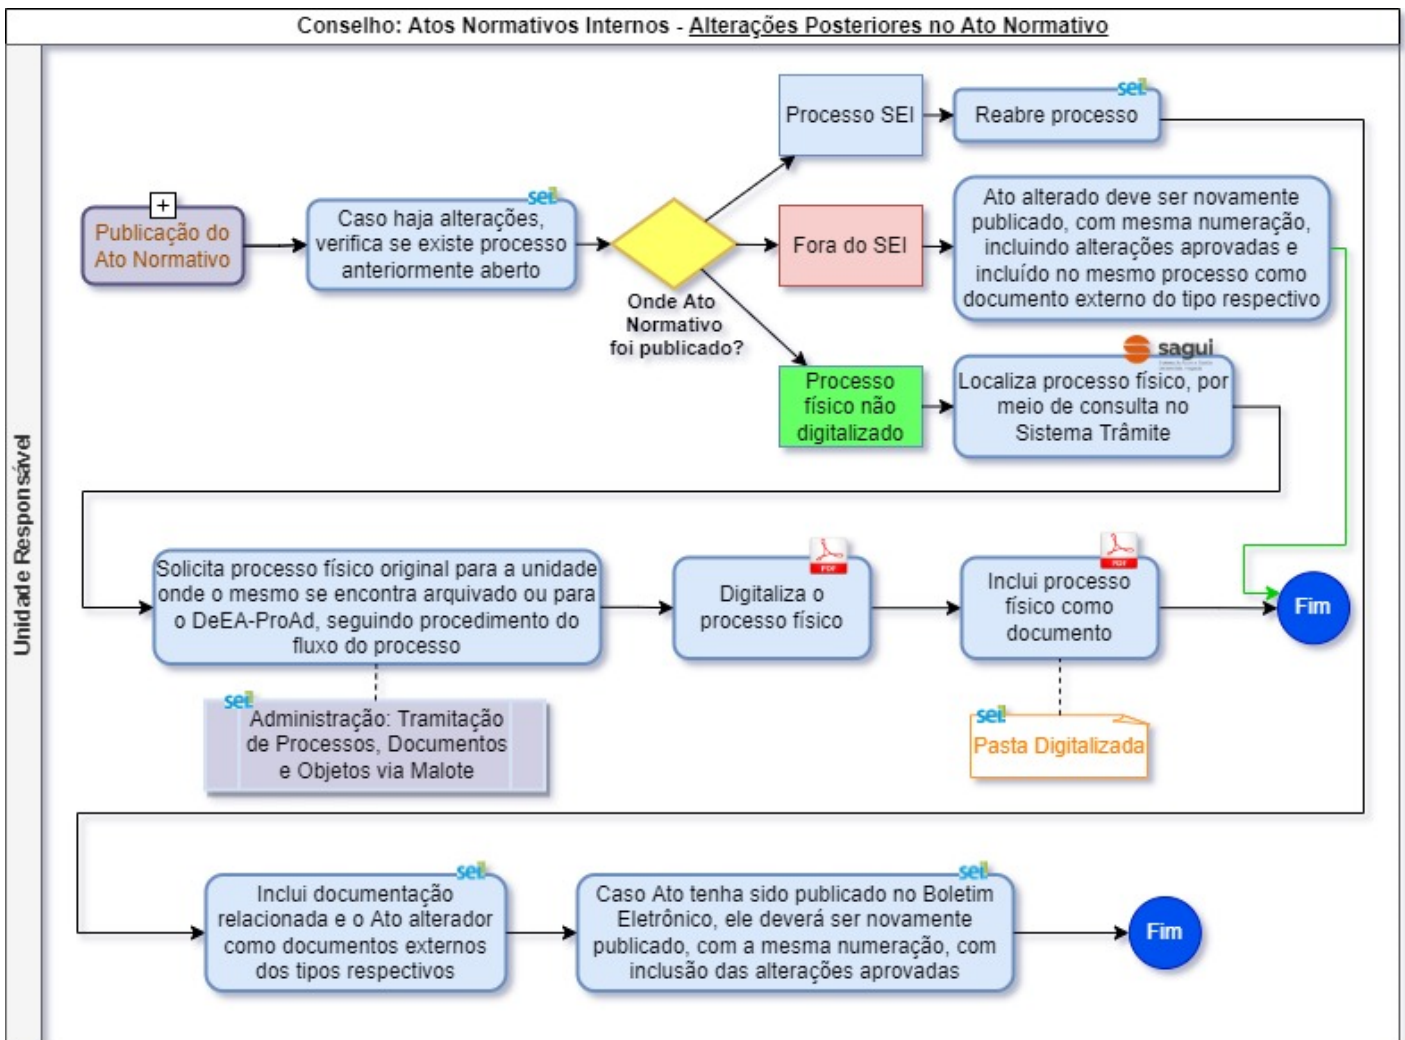 Conselho: Atos Normativos Internos - Alterações Posteriores no Ato Normativo
Unidade Responsável
Publicação do
Ato Normativo
sei!
Caso haja alterações,
verifica se existe processo
anteriormente aberto
Onde Ato
Normativo
foi publicado?
Processo SEI
sei!
Reabre processo
Fora do SEI
Ato alterado deve ser novamente
publicado, com mesma numeração,
incluindo alterações aprovadas e
incluído no mesmo processo como
documento externo do tipo respectivo
Processo
físico não
digitalizado
sagui
Localiza processo físico, por
meio de consulta no
Sistema Trâmite
Solicita processo físico original para a unidade
onde o mesmo se encontra arquivado ou para
o DeEA-ProAd, seguindo procedimento do
fluxo do processo
sei!
Administração: Tramitação
de Processos, Documentos
e Objetos via Malote
PDF
Digitaliza o
processo físico
PDF
Inclui processo
físico como
documento
sei!
Pasta Digitalizada
Fim
sei!
Inclui documentação
relacionada e o Ato alterador
como documentos externos
dos tipos respectivos
sei!
Caso Ato tenha sido publicado no Boletim
Eletrônico, ele deverá ser novamente
publicado, com a mesma numeração, com
inclusão das alterações aprovadas
Fim